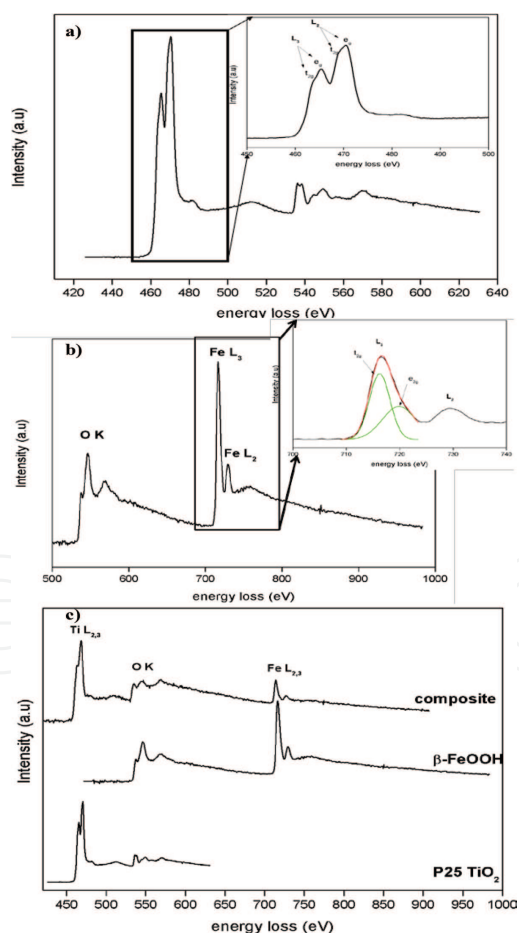 a)
Intensity (a.u)
420 440 460 480 500 520 540 560 580 600 620 640
energy loss (eV)
Intensity (a.u)
L2
L3
eg
t2g
eg
t2g
450 460 470 480 490 500
energy loss (eV)
b)
Intensity (a.u)
O K
Fe L3
Fe L2
500 600 700 800 900 1000
energy loss (eV)
Intensity (a.u)
L3
t2g
e2g
L2
700 710 720 730 740
energy loss (eV)
c)
Intensity (a.u)
Ti L2,3
O K
Fe L2,3
composite
β-FeOOH
P25 TiO2
450 500 550 600 650 700 750 800 850 900 950 1000
energy loss (eV)